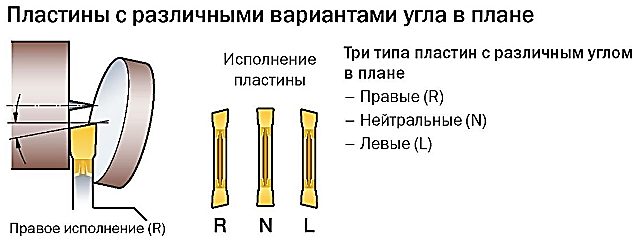 Пластины с различными вариантами угла в плане
Исполнение
пластины
Три типа пластин с различным углом
в плане
– Правые (R)
– Нейтральные (N)
– Левые (L)
R N L
Правое исполнение (R)